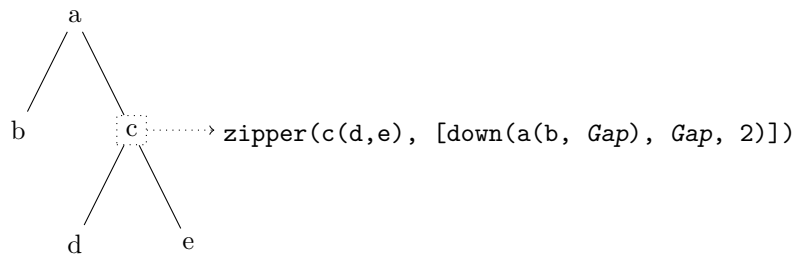 a
b
c
zipper(c(d,e), [down(a(b, Gap), Gap, 2)])
d
e